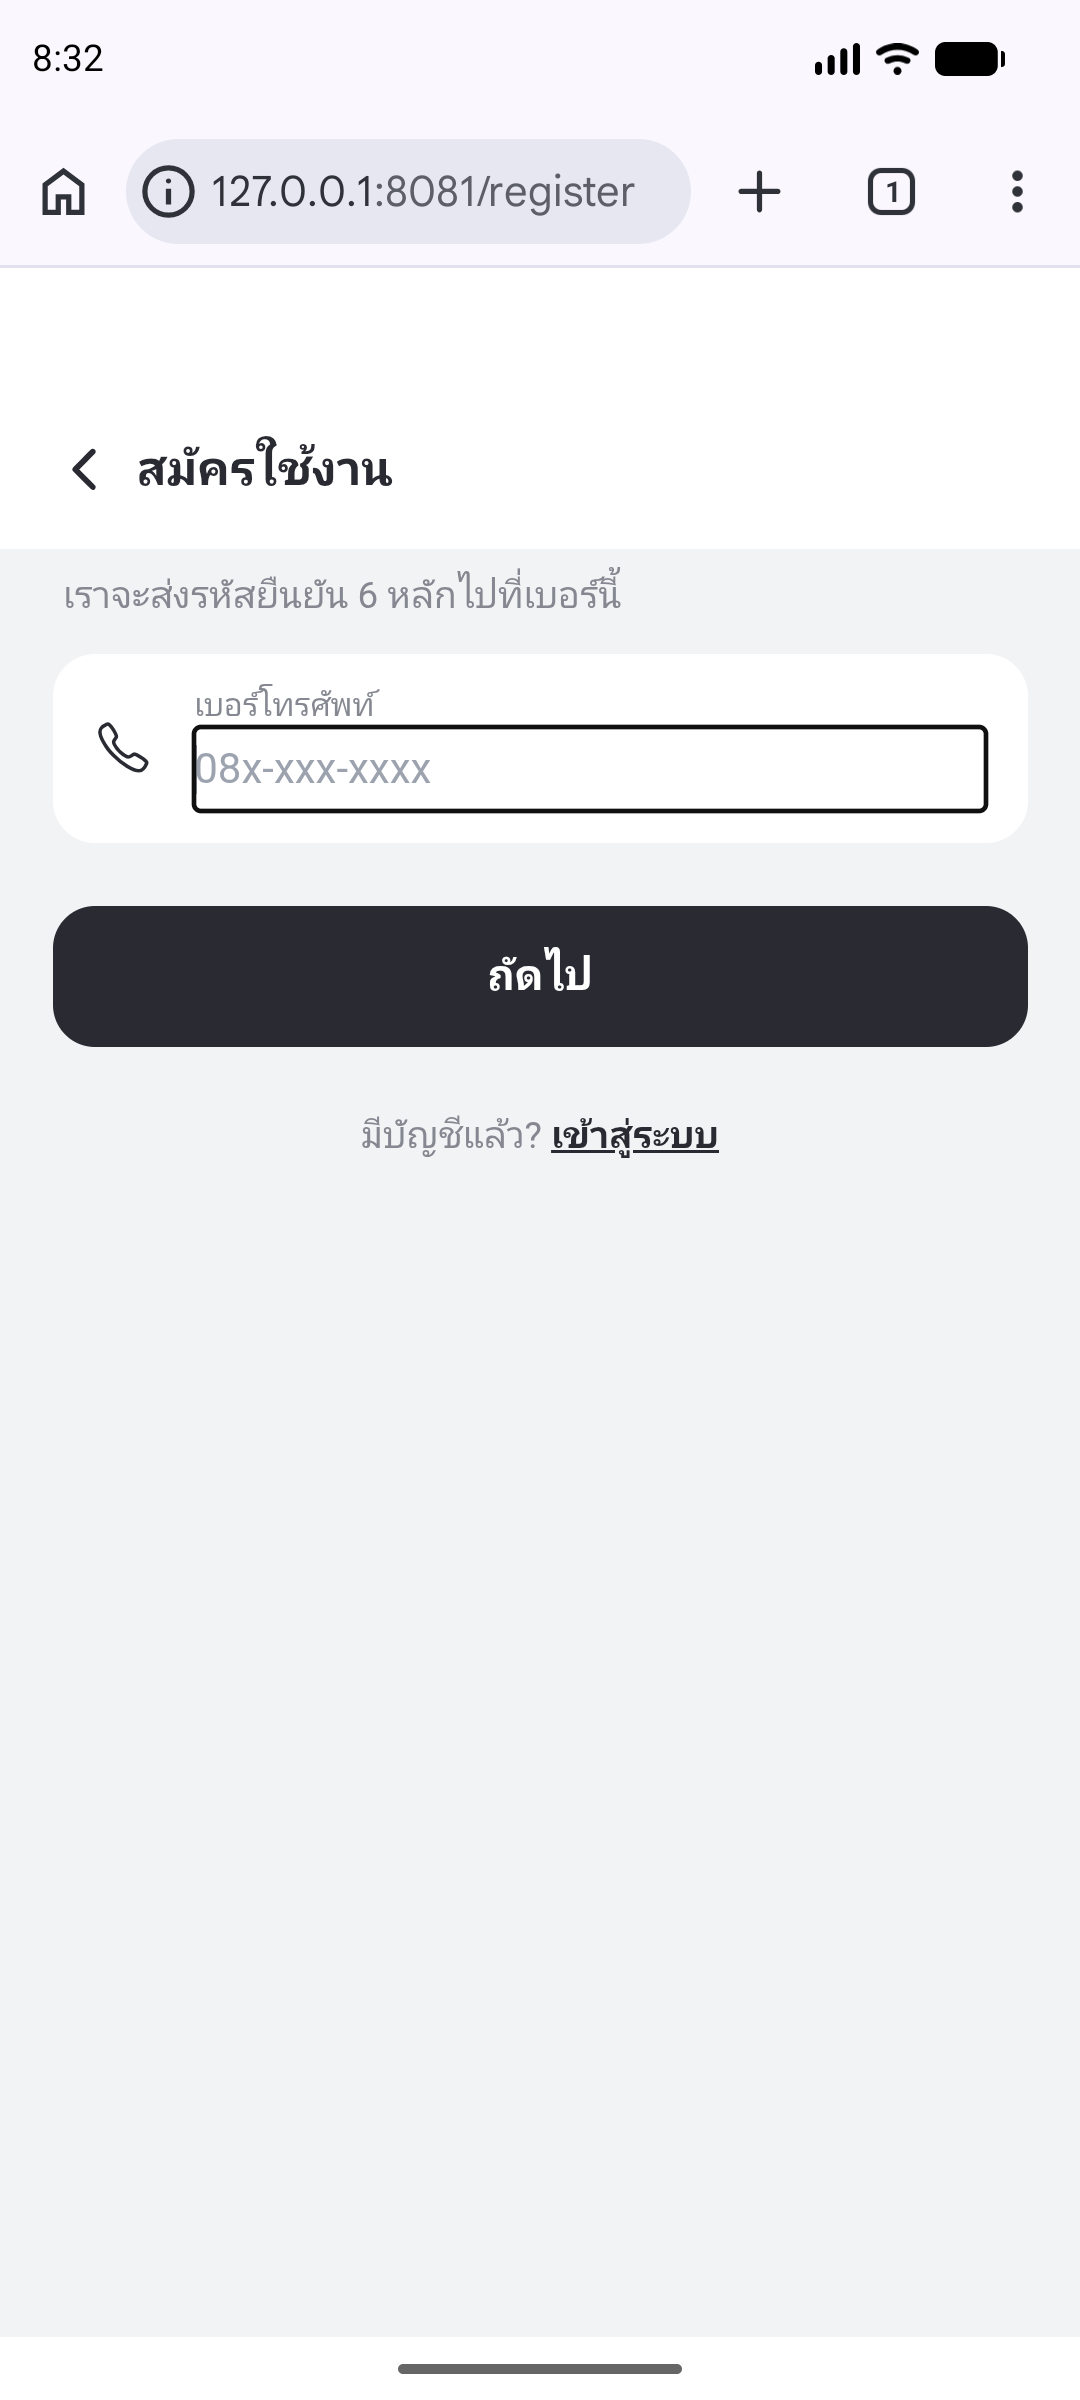 8:32
127.0.0.1:8081/register
1
สมัครใช้งาน
เราจะส่งรหัสยืนยัน 6 หลักไปที่เบอร์นี้
เบอร์โทรศัพท์
08x-xxx-xxxx
ถัดไป
มีบัญชีแล้ว? เข้าสู่ระบบ